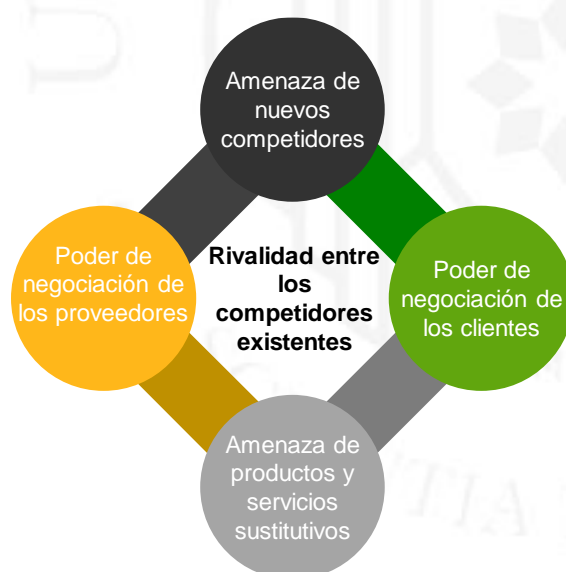 Amenaza de
nuevos
competidores
Poder de
negociación de
los proveedores
Rivalidad entre
los
competidores
existentes
Poder de
negociación de
los clientes
Amenaza de
productos y
servicios
sustitutivos